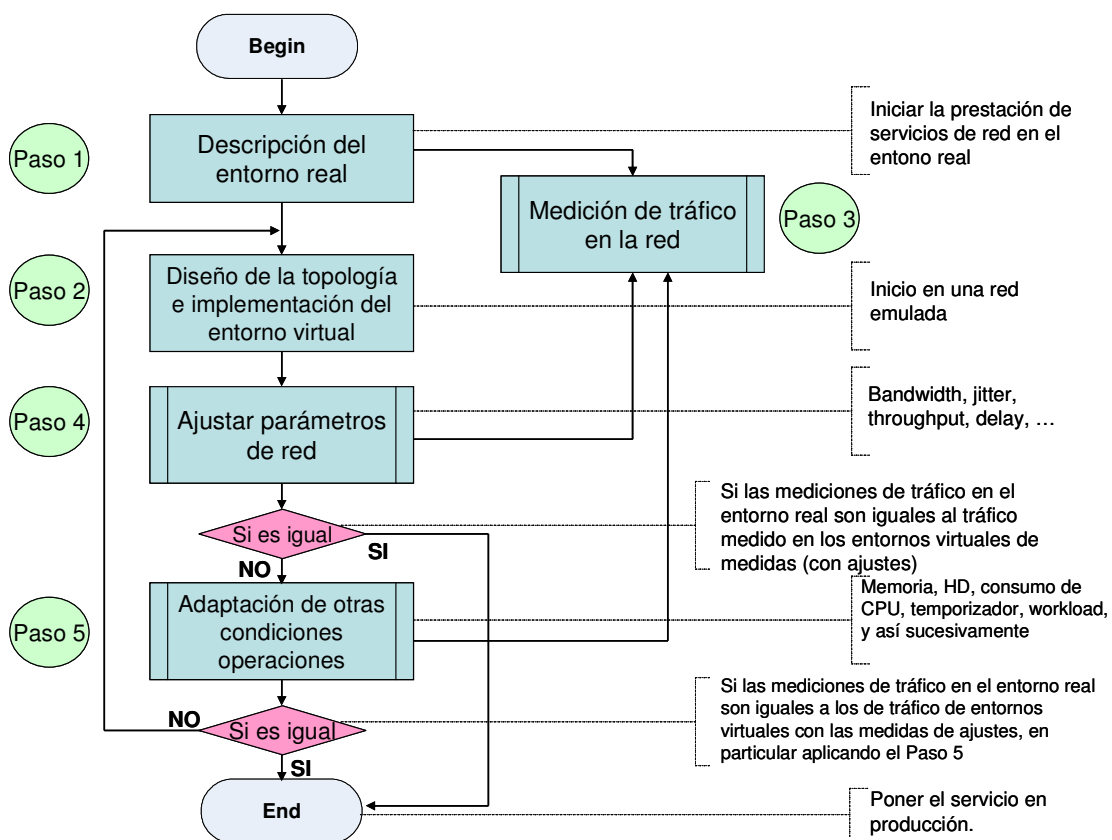 Begin
Paso 1
Descripción del
entorno real
Iniciar la prestación de
servicios de red en el
entono real
Medición de tráfico
en la red
Paso 3
Paso 2
Diseño de la topología
e implementación del
entorno virtual
Inicio en una red
emulada
Paso 4
Ajustar parámetros
de red
Bandwidth, jitter,
throughput, delay, …
Si es igual
SI
NO
Si las mediciones de tráfico en el
entorno real son iguales al tráfico
medido en los entornos virtuales de
medidas (con ajustes)
Paso 5
Adaptación de otras
condiciones
operaciones
Memoria, HD, consumo de
CPU, temporizador, workload,
y así sucesivamente
NO
Si es igual
SI
Si las mediciones de tráfico en el entorno real
son iguales a los de tráfico de entornos
virtuales con las medidas de ajustes, en
particular aplicando el Paso 5
End
Poner el servicio en
producción.